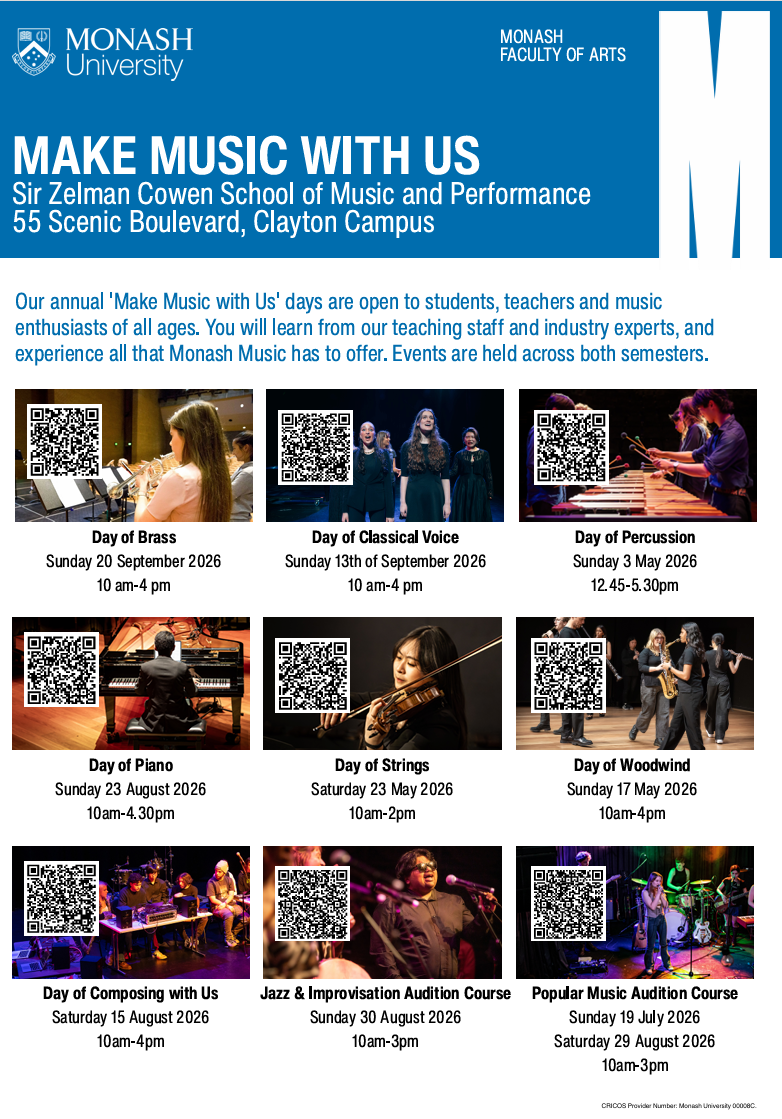 MONASH
University
MONASH
FACULTY OF ARTS
MAKE MUSIC WITH US
Sir Zelman Cowen School of Music and Performance
55 Scenic Boulevard, Clayton Campus
Our annual 'Make Music with Us' days are open to students, teachers and music
enthusiasts of all ages. You will learn from our teaching staff and industry experts, and
experience all that Monash Music has to offer. Events are held across both semesters.
Day of Brass
Sunday 20 September 2026
10 am-4 pm
Day of Classical Voice
Sunday 13th of September 2026
10 am-4 pm
Day of Percussion
Sunday 3 May 2026
12.45-5.30pm
Day of Piano
Sunday 23 August 2026
10am-4.30pm
Day of Strings
Saturday 23 May 2026
10am-2pm
Day of Woodwind
Sunday 17 May 2026
10am-4pm
Day of Composing with Us
Saturday 15 August 2026
10am-4pm
Jazz & Improvisation Audition Course
Sunday 30 August 2026
10am-3pm
Popular Music Audition Course
Sunday 19 July 2026
Saturday 29 August 2026
10am-3pm
CRICOS Provider Number: Monash University 00008C.